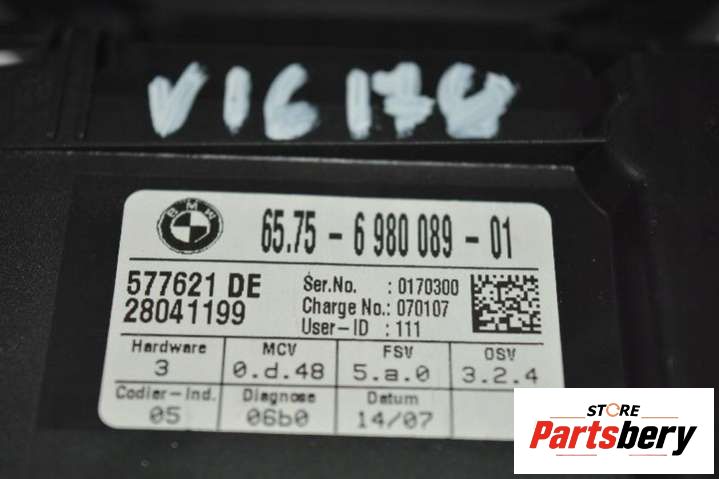 V16170
BMW
65.75 - 6 980 089 - 01
577621 DE
28041199
Ser.No. : 0170300
Charge No.: 070107
User-ID : 111
Hardware MCV FSV OSV
3 0.d.48 5.a.0 3.2.4
Codier-Ind. Diagnose Datum
05 06b0 14/07
STORE
Partsbery